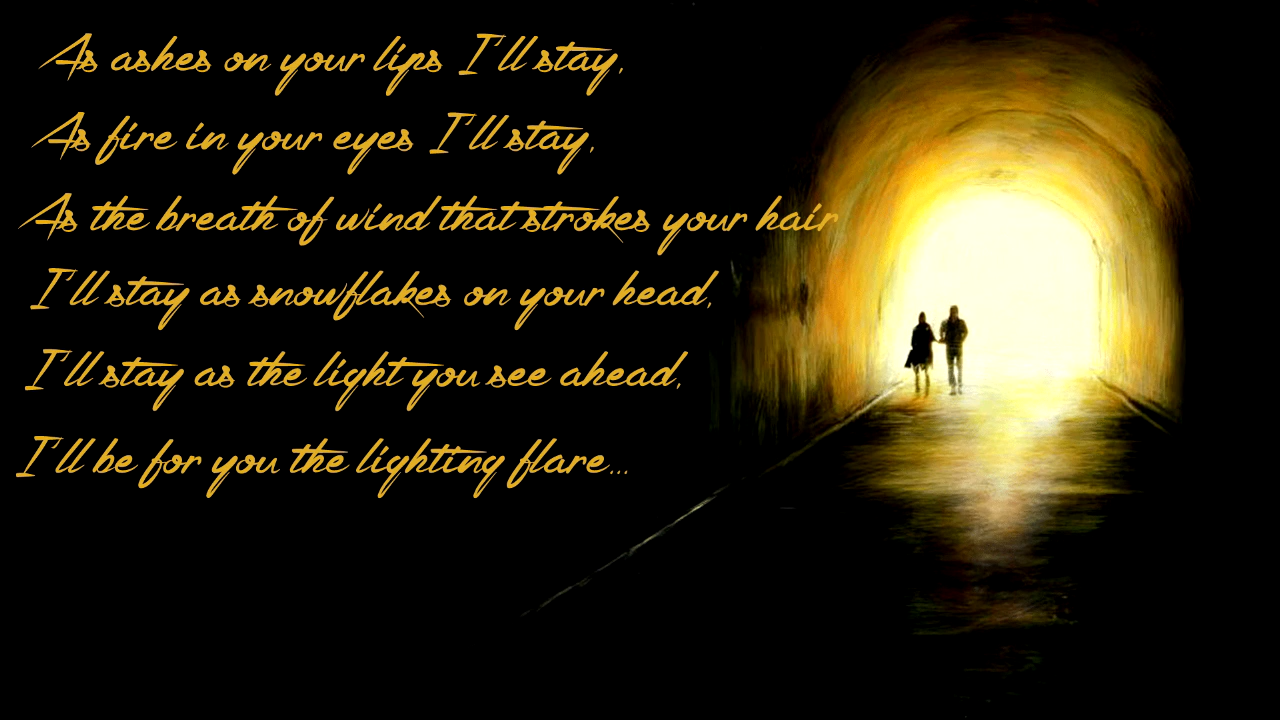 As ashes on your lips I'll stay,
As fire in your eyes I'll stay,
As the breath of wind that strokes your hair
I'll stay as snowflakes on your head,
I'll stay as the light you see ahead,
I'll be for you the lighting flare...